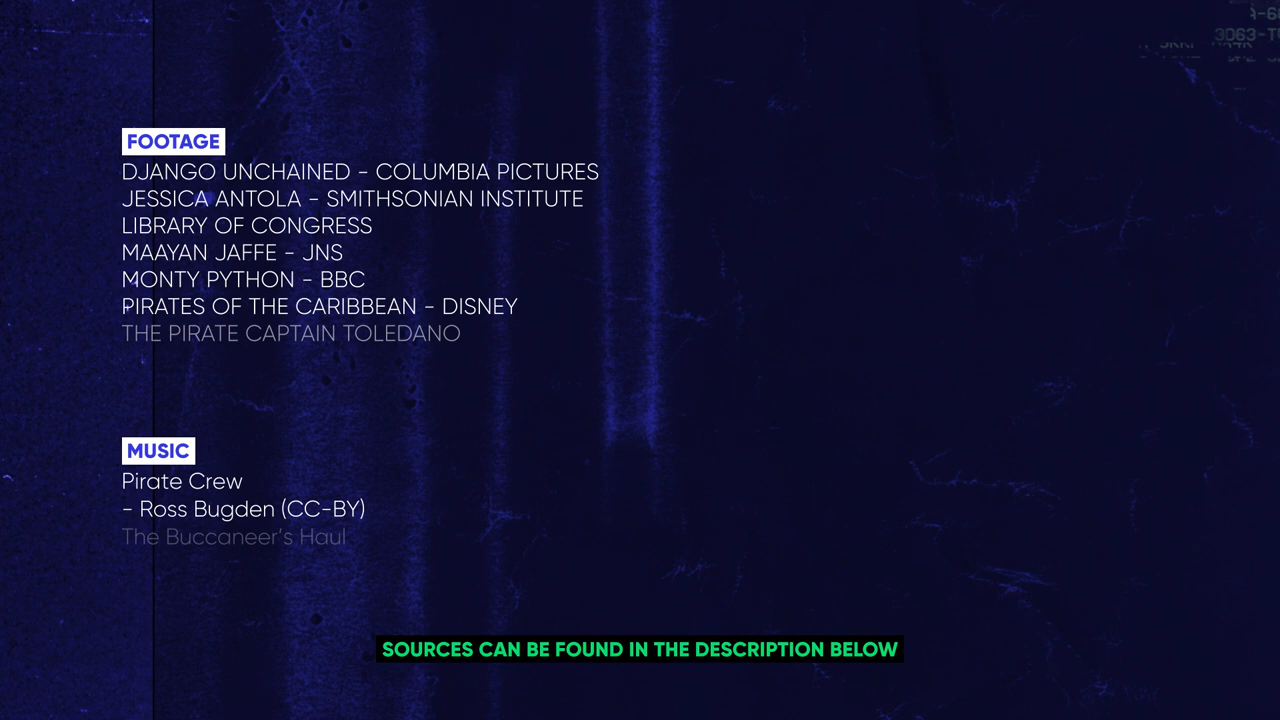 FOOTAGE
DJANGO UNCHAINED - COLUMBIA PICTURES
JESSICA ANTOLA - SMITHSONIAN INSTITUTE
LIBRARY OF CONGRESS
MAAYAN JAFFE - JNS
MONTY PYTHON - BBC
PIRATES OF THE CARIBBEAN - DISNEY
THE PIRATE CAPTAIN TOLEDANO
MUSIC
Pirate Crew
- Ross Bugden (CC-BY)
The Buccaneer's Haul
SOURCES CAN BE FOUND IN THE DESCRIPTION BELOW